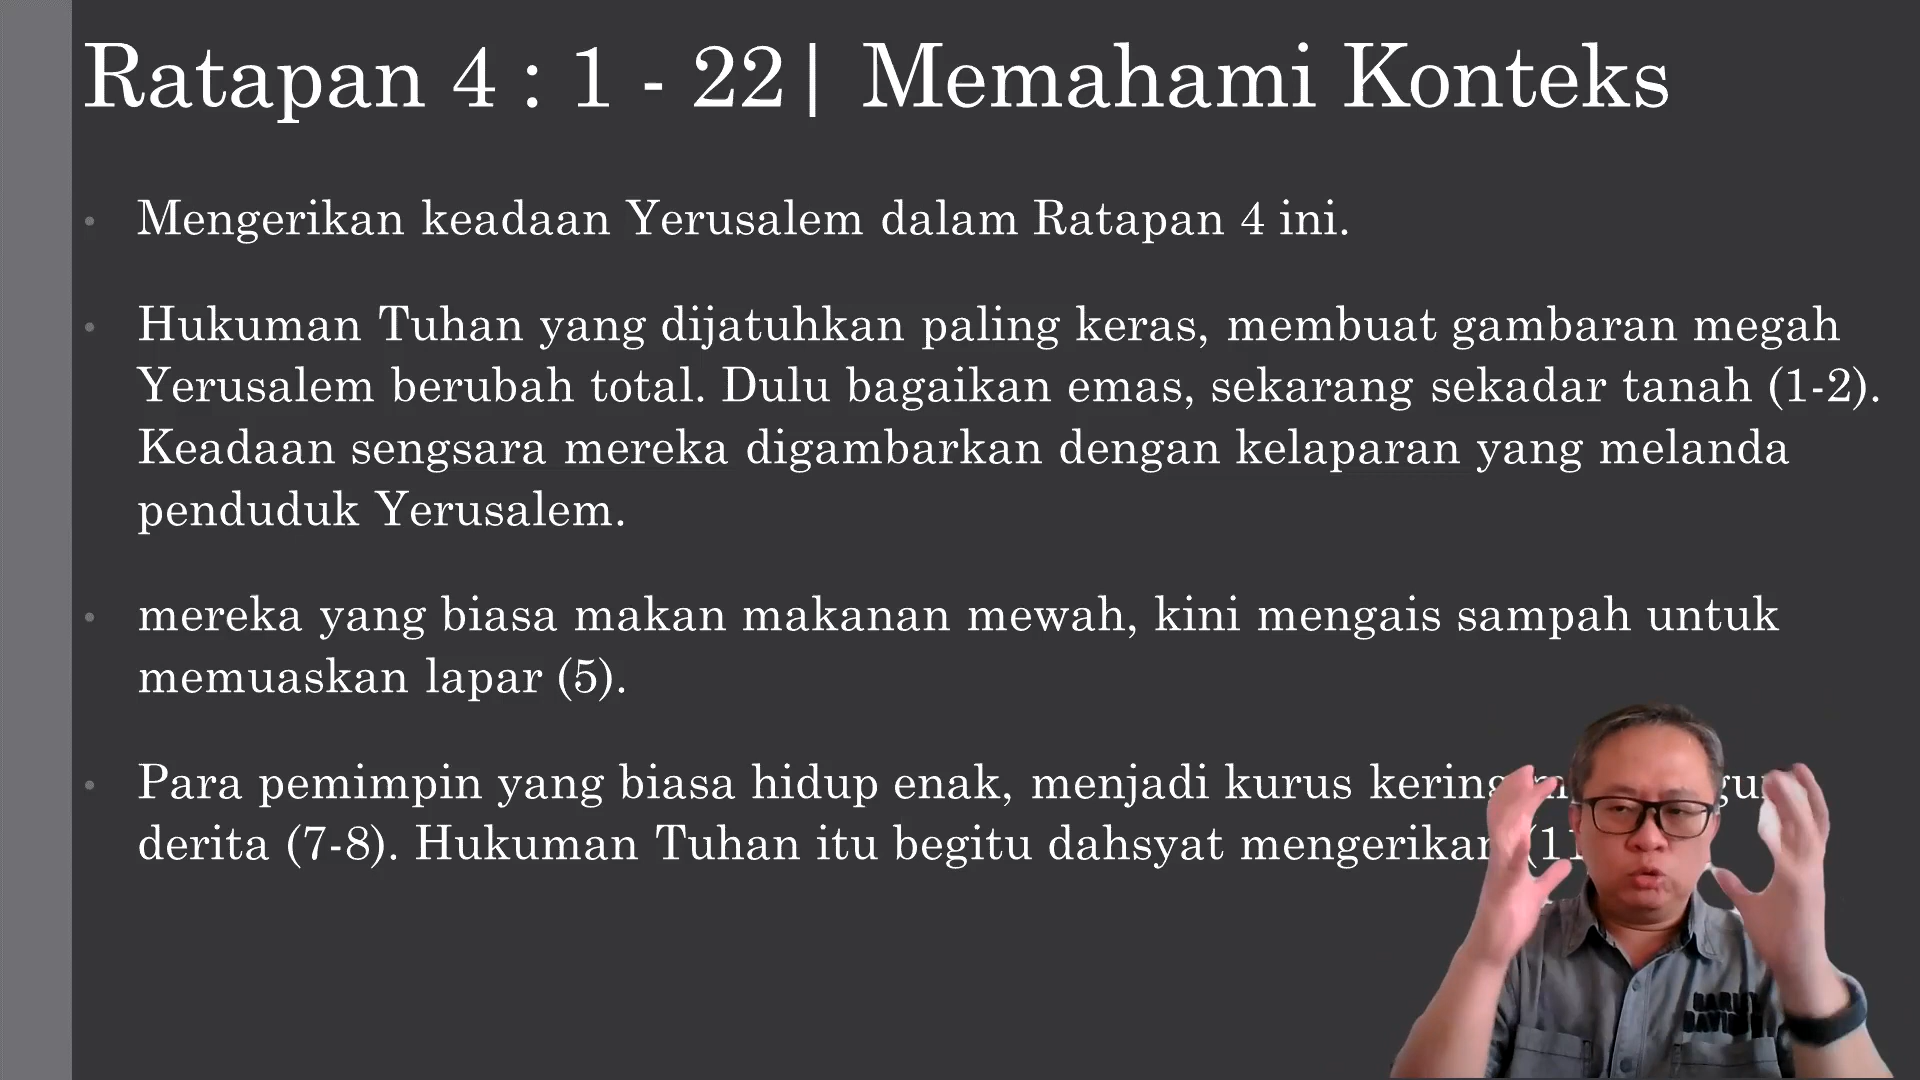 Ratapan 4 : 1 - 22| Memahami Konteks
• Mengerikan keadaan Yerusalem dalam Ratapan 4 ini.
• Hukuman Tuhan yang dijatuhkan paling keras, membuat gambaran megah
Yerusalem berubah total. Dulu bagaikan emas, sekarang sekadar tanah (1-2).
Keadaan sengsara mereka digambarkan dengan kelaparan yang melanda
penduduk Yerusalem.
• mereka yang biasa makan makanan mewah, kini mengais sampah untuk
memuaskan lapar (5).
• Para pemimpin yang biasa hidup enak, menjadi kurus kering
derita (7-8). Hukuman Tuhan itu begitu dahsyat mengerikan (11